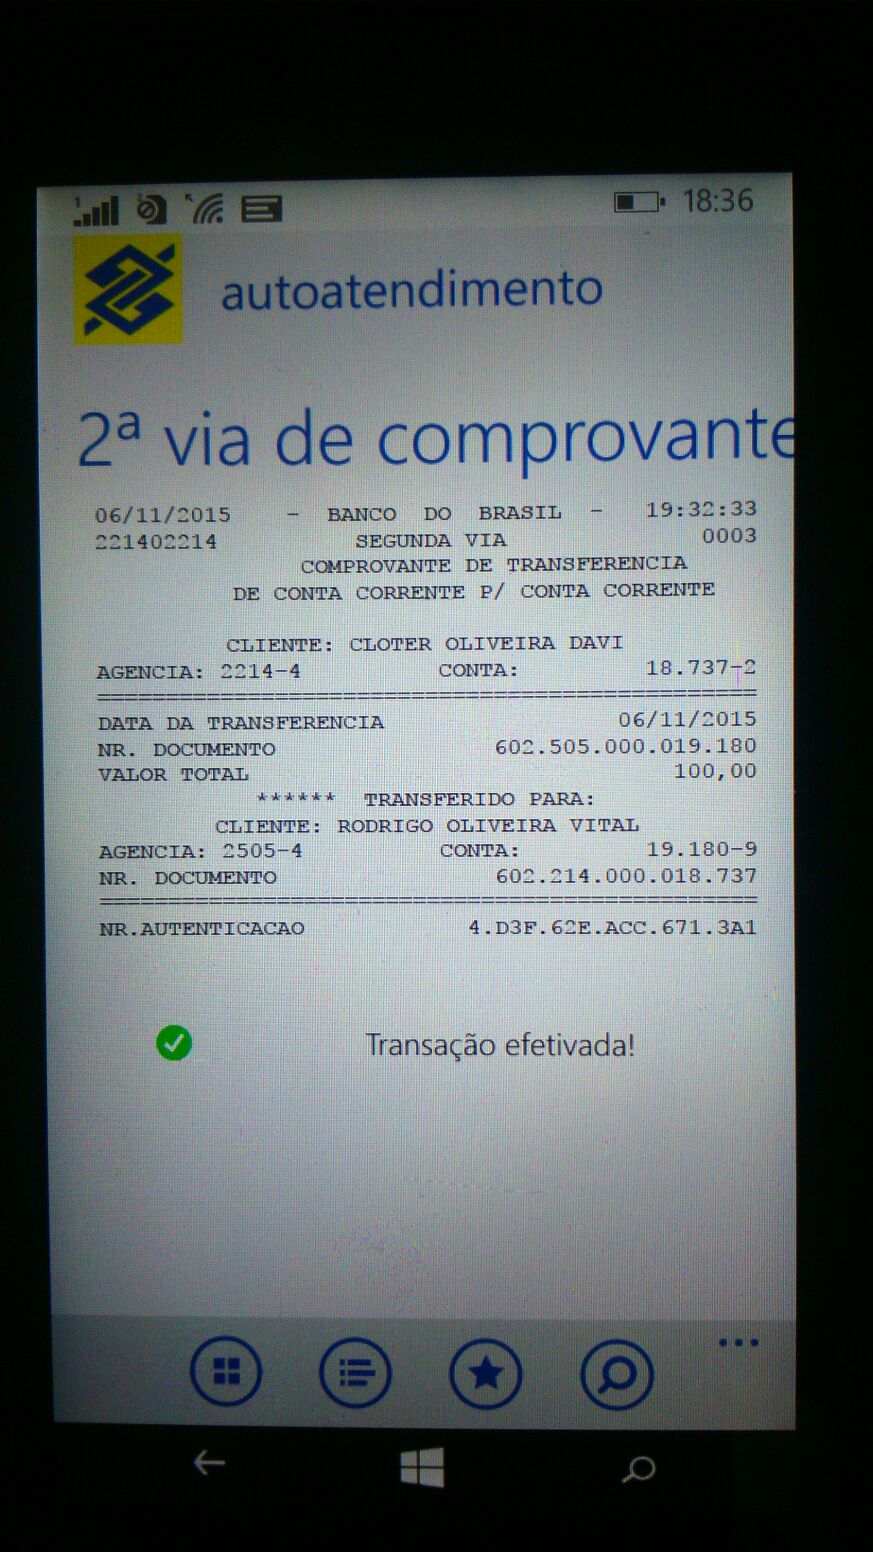 1 18:36
autoatendimento
2ª via de comprovante
06/11/2015 - BANCO DO BRASIL - 19:32:33
221402214 SEGUNDA VIA 0003
COMPROVANTE DE TRANSFERENCIA
DE CONTA CORRENTE P/ CONTA CORRENTE
CLIENTE: CLOTER OLIVEIRA DAVI
AGENCIA: 2214-4 CONTA: 18.737-2
================================================
DATA DA TRANSFERENCIA 06/11/2015
NR. DOCUMENTO 602.505.000.019.180
VALOR TOTAL 100,00
****** TRANSFERIDO PARA:
CLIENTE: RODRIGO OLIVEIRA VITAL
AGENCIA: 2505-4 CONTA: 19.180-9
NR. DOCUMENTO 602.214.000.018.737
================================================
NR.AUTENTICACAO 4.D3F.62E.ACC.671.3A1
Transação efetivada!